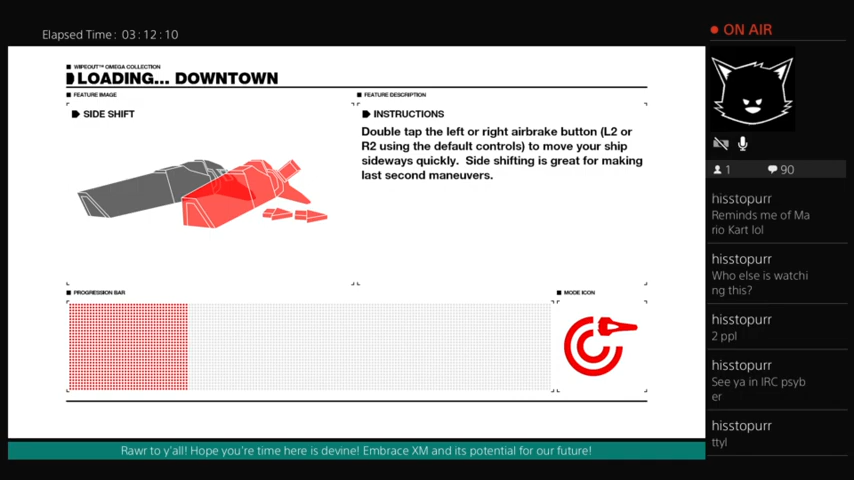 Elapsed Time : 03:12:10
ON AIR
WIPEOUT™ OMEGA COLLECTION
LOADING... DOWNTOWN
FEATURE IMAGE
FEATURE DESCRIPTION
SIDE SHIFT
INSTRUCTIONS
Double tap the left or right airbrake button (L2 or
R2 using the default controls) to move your ship
sideways quickly. Side shifting is great for making
last second maneuvers.
PROGRESSION BAR
MODE ICON
1
90
hisstopurr
Reminds me of Ma
rio Kart lol
hisstopurr
Who else is watchi
ng this?
hisstopurr
2 ppl
hisstopurr
See ya in IRC psyb
er
hisstopurr
ttyl
Rawr to y'all! Hope you're time here is devine! Embrace XM and its potential for our future!